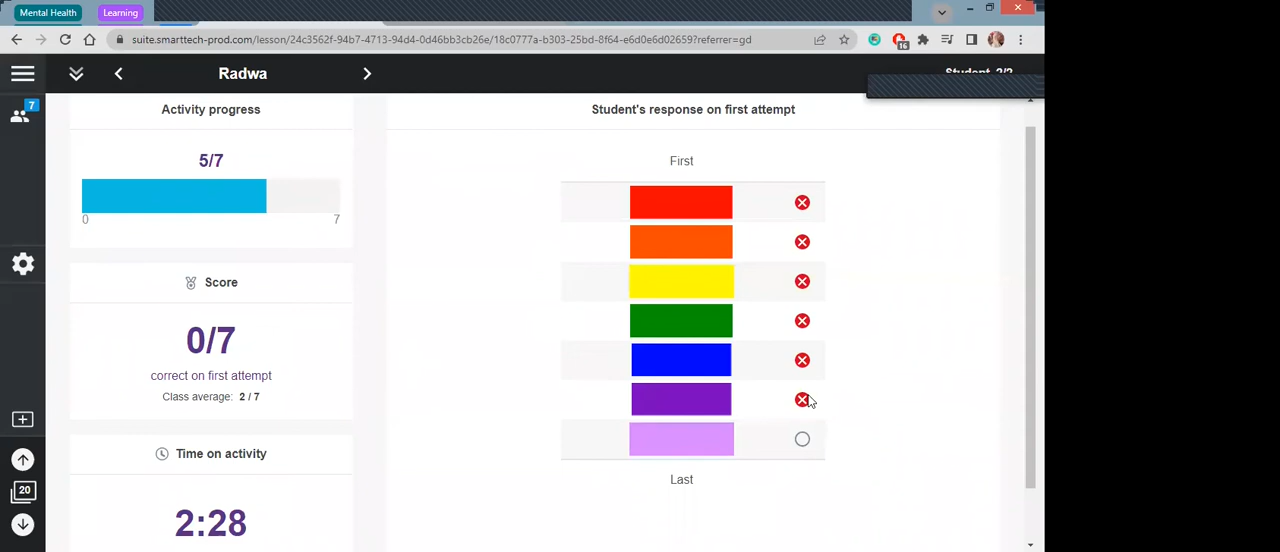 Mental Health
Learning
suite.smarttech-prod.com/lesson/24c3562f-94b7-4713-94d4-0d46bb3cb26e/18c0777a-b303-25bd-8f64-e6d0e6d02659?referrer=gd
16
Radwa
Student
7
Activity progress
5/7
0
7
Score
0/7
correct on first attempt
Class average: 2 / 7
Time on activity
2:28
20
Student's response on first attempt
First
Last